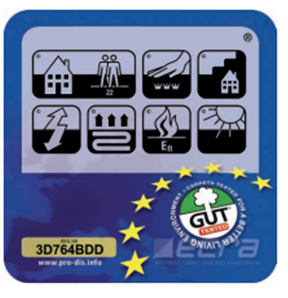 ®
22
Efl
CARPETS TESTED FOR A BETTER LIVING ENVIRONMENT
GUT
TESTED
3D764BDD
www.pro-dis.info
ecra